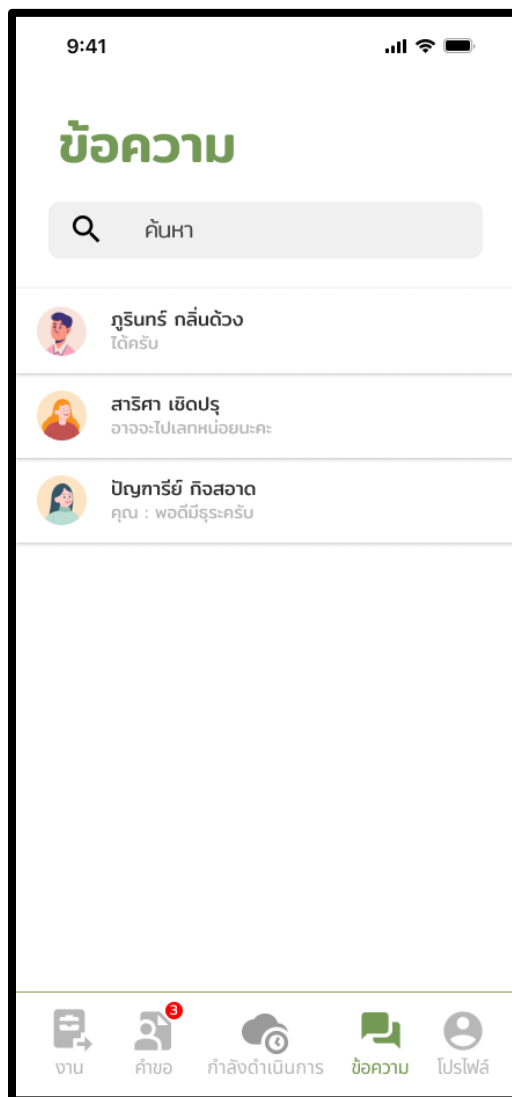 9:41
ข้อความ
ค้นหา
ภูรินทร์ กลิ่นด้วง
ได้ครับ
สาริศา เชิดปรุ
อาจจะไปเลทหน่อยนะคะ
ปัญฑารีย์ กิจสอาด
คุณ : พอดีมีธุระครับ
3
งาน คำขอ กำลังดำเนินการ ข้อความ โปรไฟล์